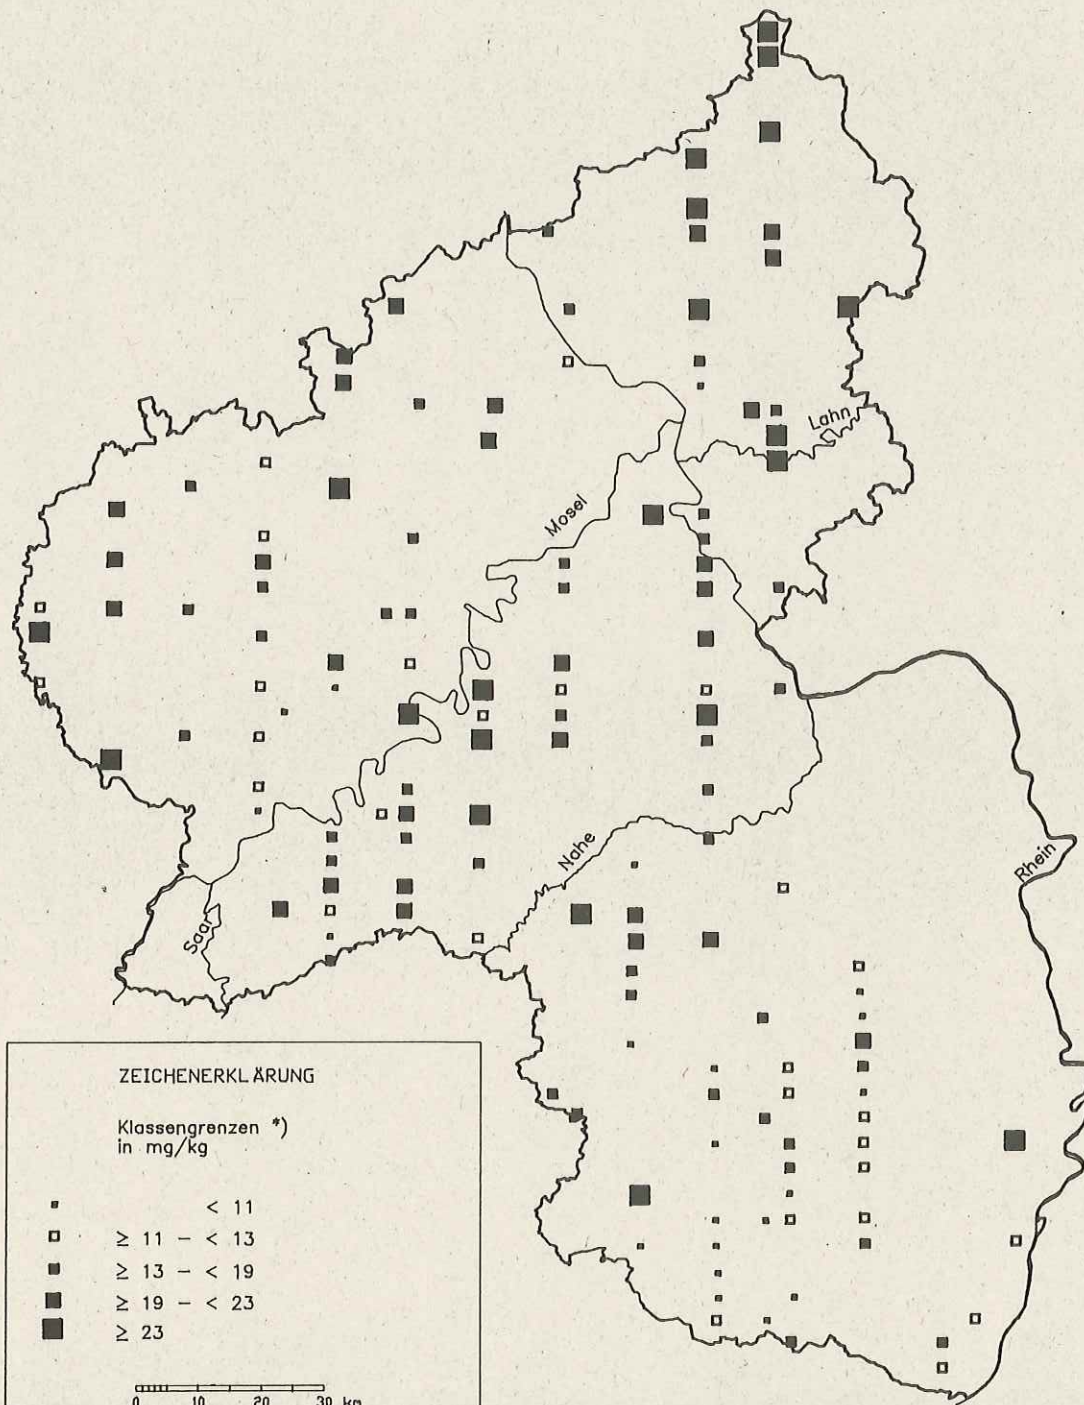 Lahn
Mosel
Nahe
Rhein
Saar
ZEICHENERKLÄRUNG
Klassengrenzen *)
in mg/kg
< 11
≥ 11 – < 13
≥ 13 – < 19
≥ 19 – < 23
≥ 23
0 10 20 30 km